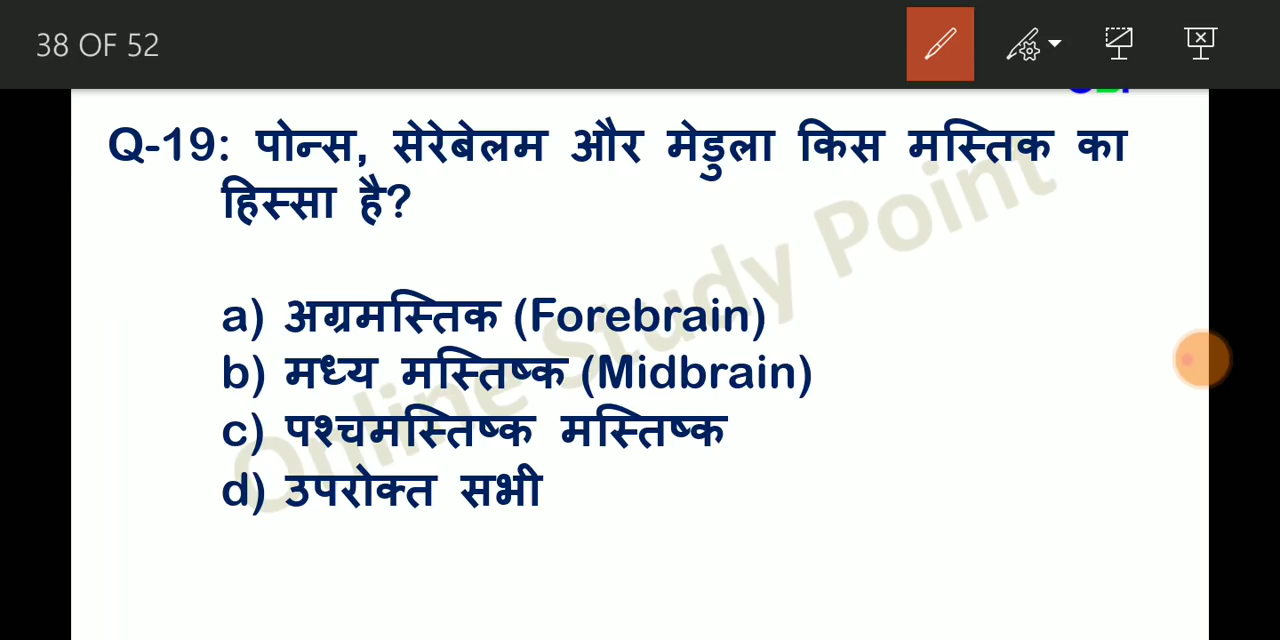 38 OF 52
Q-19: पोन्स, सेरेबेलम और मेडुला किस मस्तिक का
हिस्सा है?
a) अग्रमस्तिक (Forebrain)
b) मध्य मस्तिष्क (Midbrain)
c) पश्चमस्तिष्क मस्तिष्क
d) उपरोक्त सभी
Online Study Point